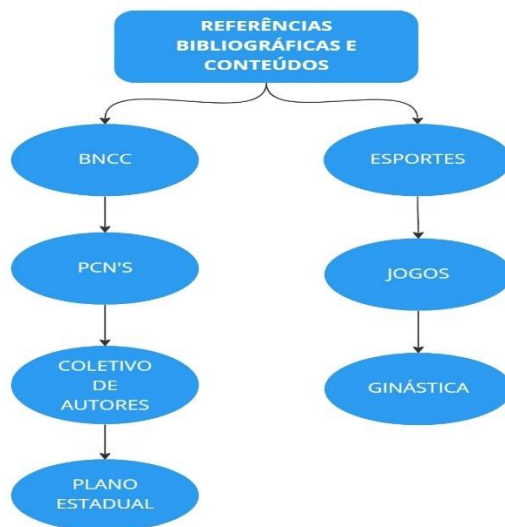 REFERÊNCIAS
BIBLIOGRÁFICAS E
CONTEÚDOS
BNCC
PCN'S
COLETIVO
DE
AUTORES
PLANO
ESTADUAL
ESPORTES
JOGOS
GINÁSTICA